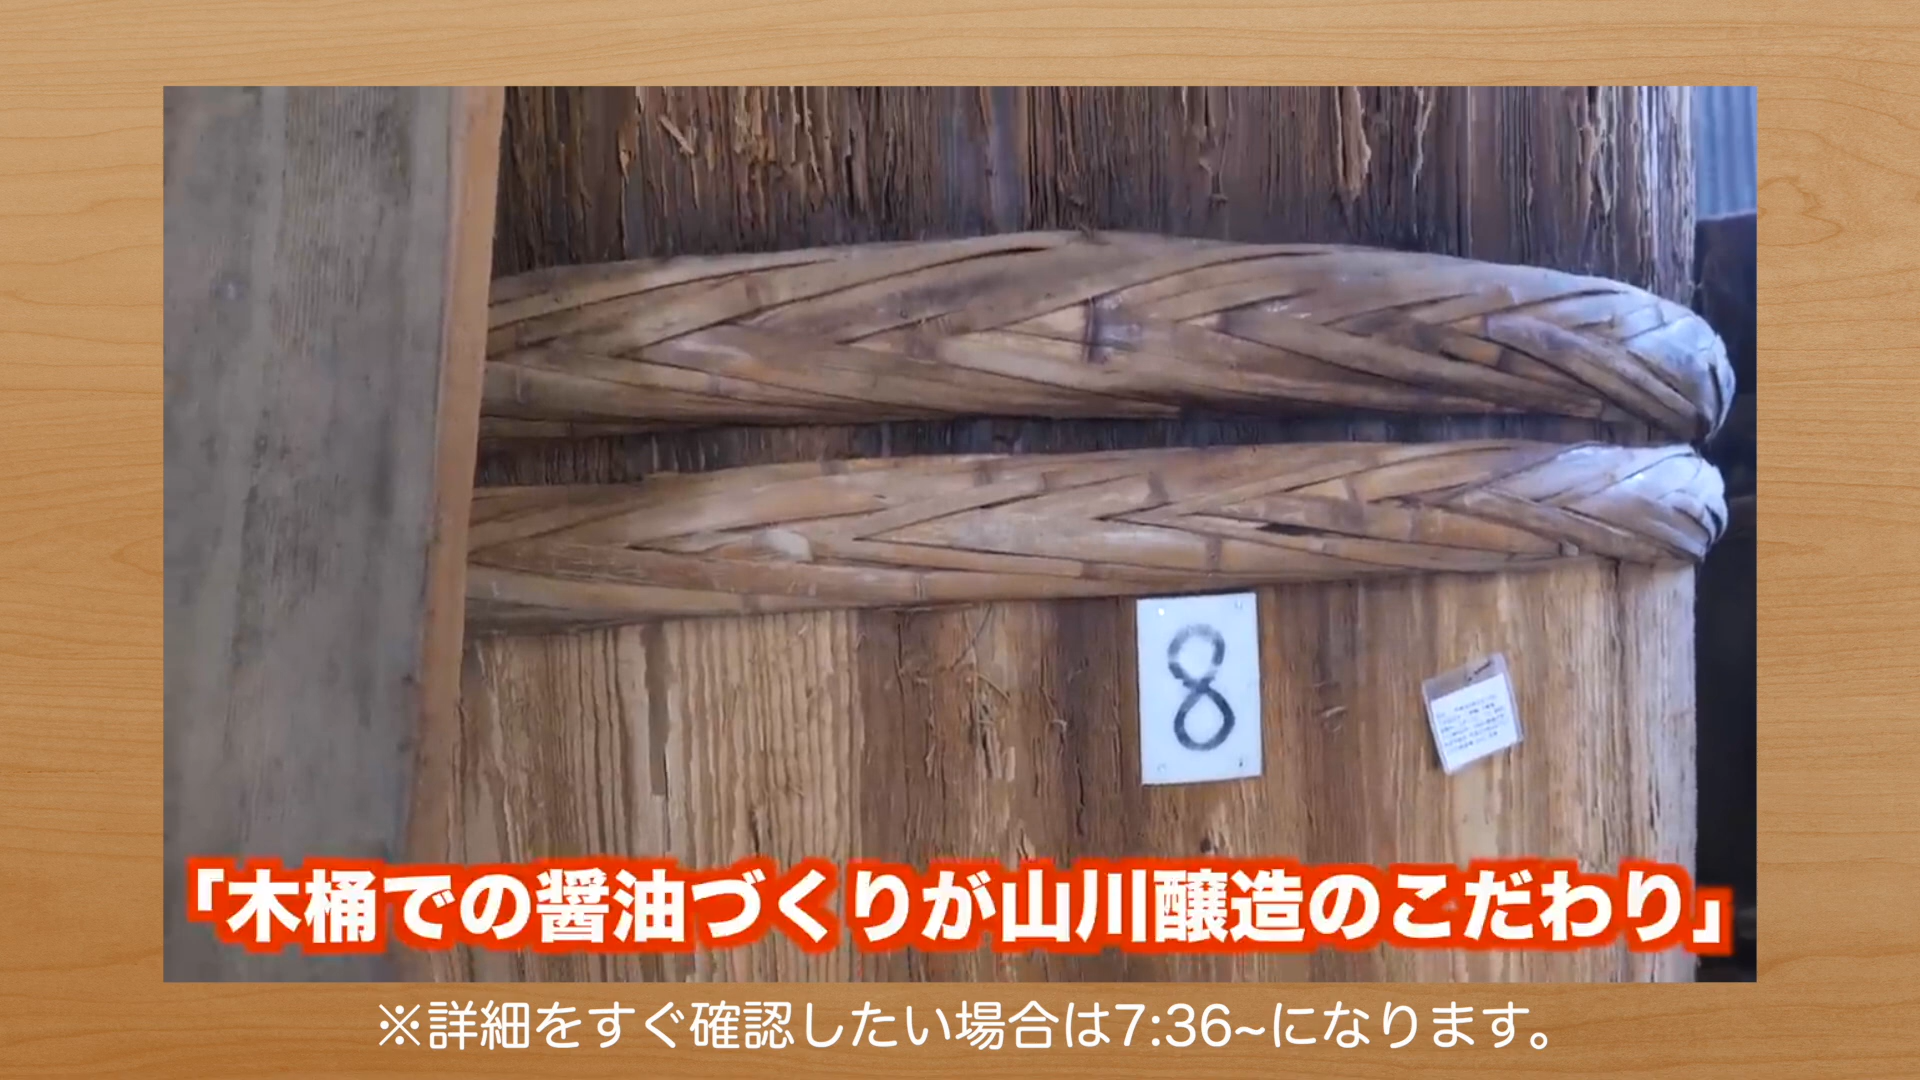 8
「木桶での醤油づくりが山川醸造のこだわり」
※詳細をすぐ確認したい場合は7:36~になります。